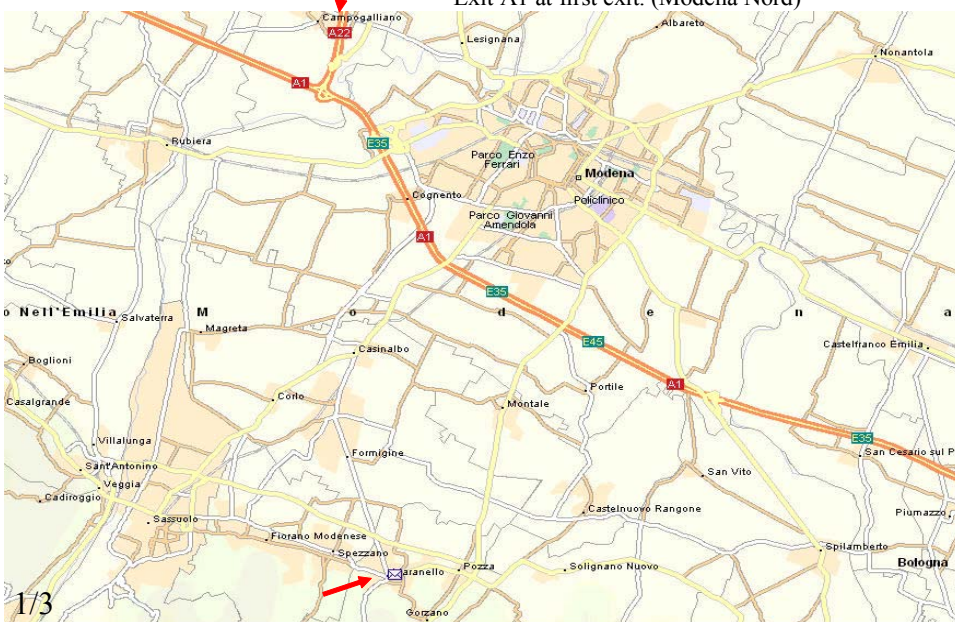 Exit A1 at first exit. (Modena Nord)
Campogalliano
Albareto
A22
Lesignana
Nonantola
A1
E35
Rubiera
Parco Enzo
Ferrari
Modena
Cognento
Policlinico
Parco Giovanni
Amendola
A1
E35
o Nell'Emilia
M o d e n a
Salvaterra
Magreta
E45
Castelfranco Emilia
Casinalbo
Boglioni
Portile
A1
Casalgrande
Corlo
Montale
Villalunga
E35
Formigine
San Cesario sul P
Sant'Antonino
Veggia
San Vito
Cadiroggio
Castelnuovo Rangone
Piumazzo
Sassuolo
Fiorano Modenese
Spilamberto
Spezzano
Bologna
aranello
Pozza
Solignano Nuovo
1/3
Gorzano